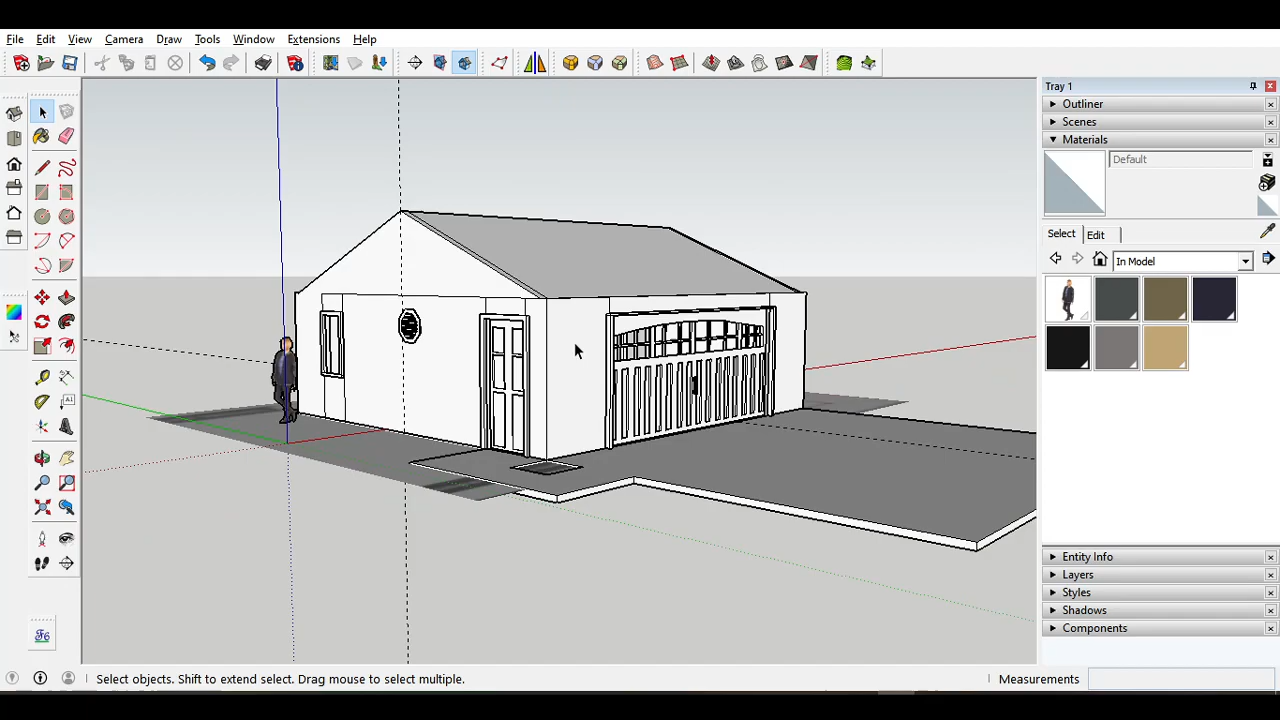 File Edit View Camera Draw Tools Window Extensions Help
Tray 1
Outliner
Scenes
Materials
Default
Select Edit
In Model
Entity Info
Layers
Styles
Shadows
Components
Select objects. Shift to extend select. Drag mouse to select multiple.
Measurements